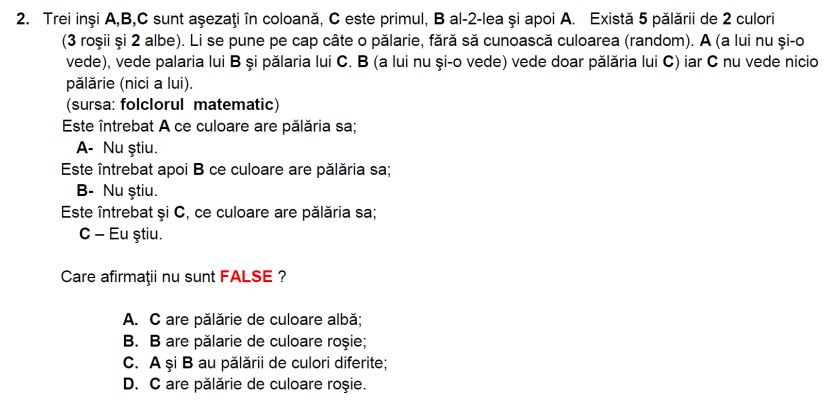 2. Trei inşi A,B,C sunt aşezaţi în coloană, C este primul, B al-2-lea şi apoi A. Există 5 pălării de 2 culori
(3 roşii şi 2 albe). Li se pune pe cap câte o pălarie, fără să cunoască culoarea (random). A (a lui nu şi-o
vede), vede palaria lui B şi pălaria lui C. B (a lui nu şi-o vede) vede doar pălăria lui C) iar C nu vede nicio
pălărie (nici a lui).
(sursa: folclorul matematic)
Este întrebat A ce culoare are pălăria sa;
A- Nu ştiu.
Este întrebat apoi B ce culoare are pălăria sa;
B- Nu ştiu.
Este întrebat şi C, ce culoare are pălăria sa;
C – Eu ştiu.
Care afirmaţii nu sunt FALSE ?
A. C are pălărie de culoare albă;
B. B are pălarie de culoare roşie;
C. A şi B au pălării de culori diferite;
D. C are pălărie de culoare roşie.